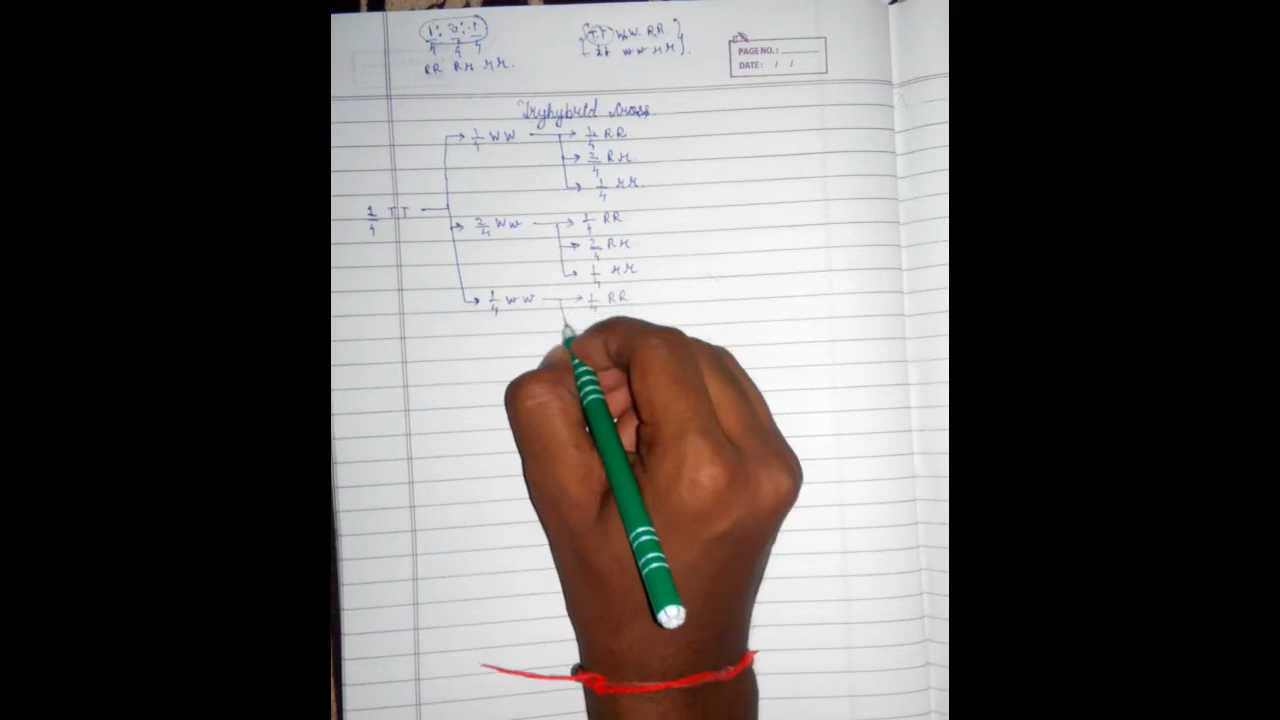 1: 2: 1 {TT WW RR.
4 4 4 tt ww rr}.
RR Rr rr.
PAGE NO.:
DATE: / /
Tryhybrid Cross.
1/4 WW → 1/4 RR
→ 2/4 Rr
→ 1/4 rr
1/4 TT
→ 2/4 Ww → 1/4 RR
→ 2/4 Rr
→ 1/4 rr
→ 1/4 ww → 1/4 RR